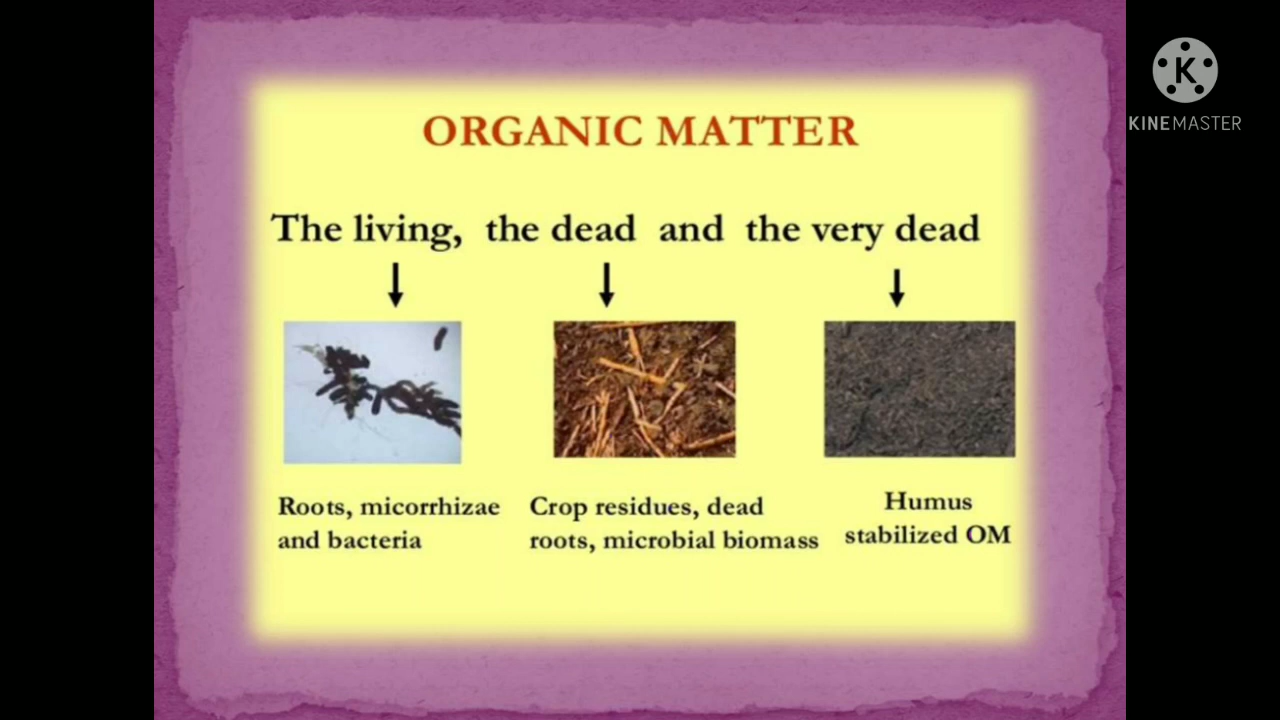 ORGANIC MATTER
The living, the dead and the very dead
Roots, micorrhizae
and bacteria
Crop residues, dead
roots, microbial biomass
Humus
stabilized OM
K
KINEMASTER